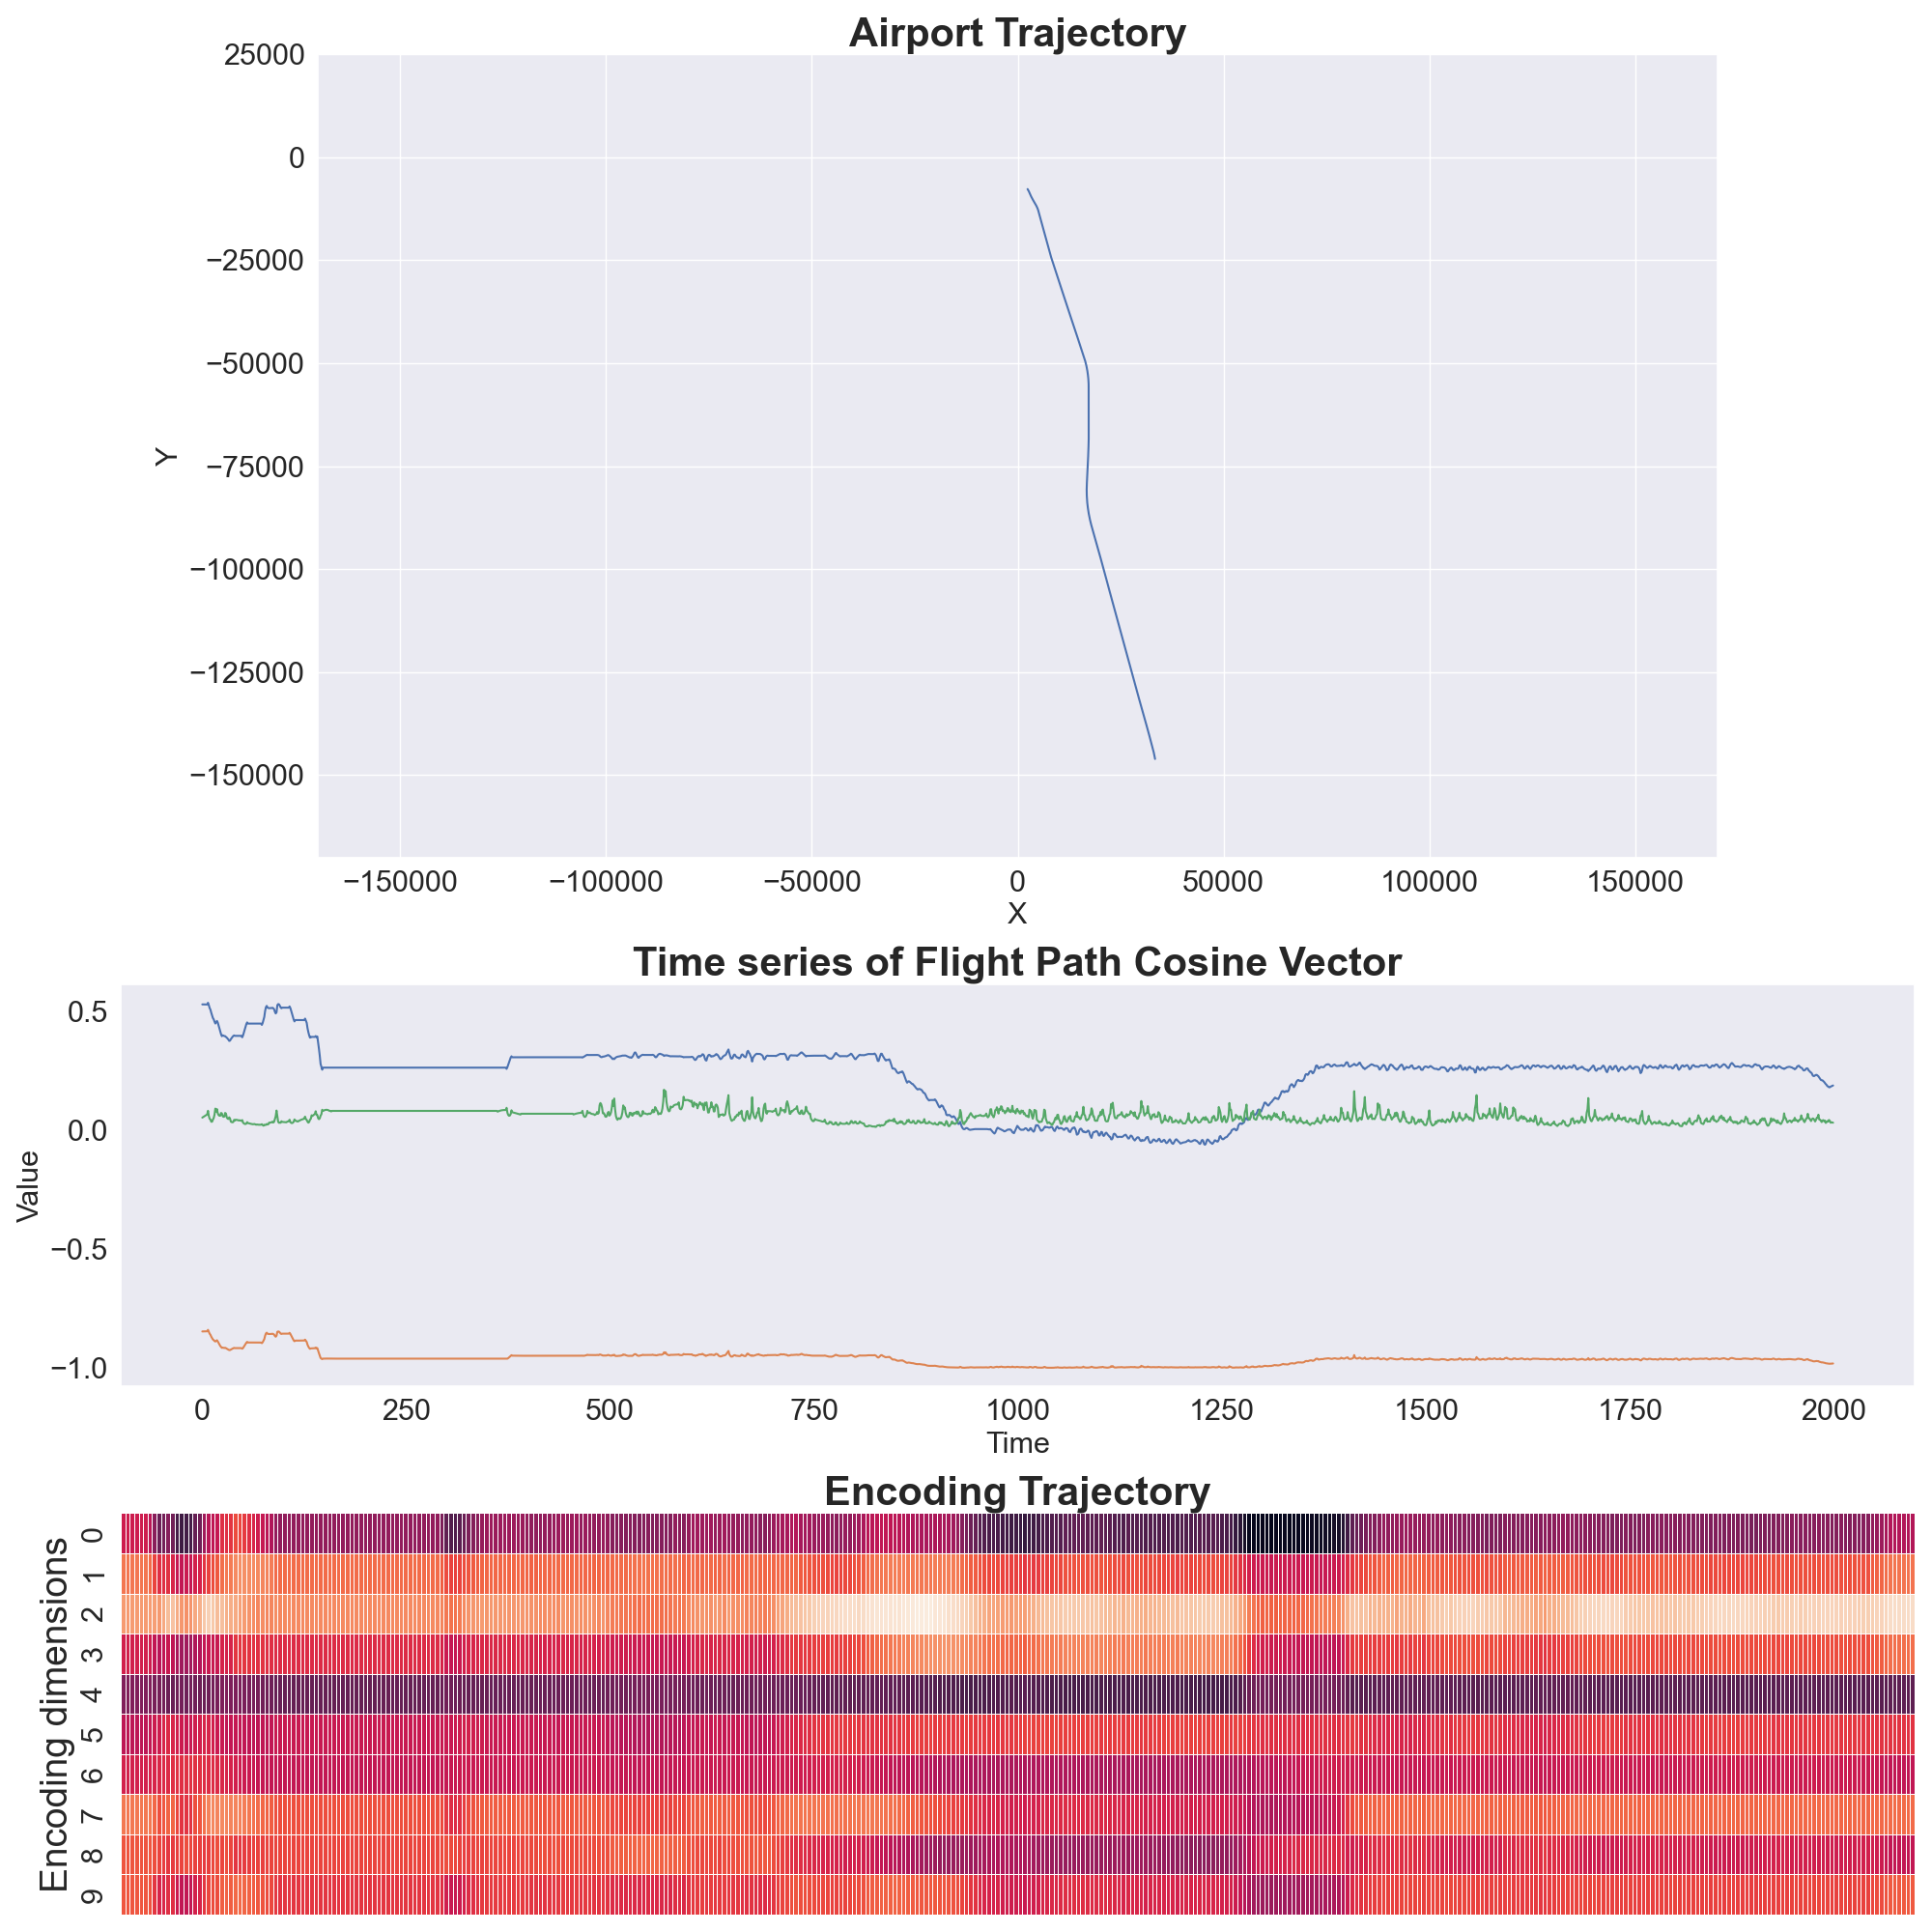 Airport Trajectory
25000
0
−25000
−50000
−75000
−100000
−125000
−150000
Y
−150000 −100000 −50000 0 50000 100000 150000
X
Time series of Flight Path Cosine Vector
0.5
0.0
−0.5
−1.0
Value
0 250 500 750 1000 1250 1500 1750 2000
Time
Encoding Trajectory
Encoding dimensions
0
1
2
3
4
5
6
7
8
9